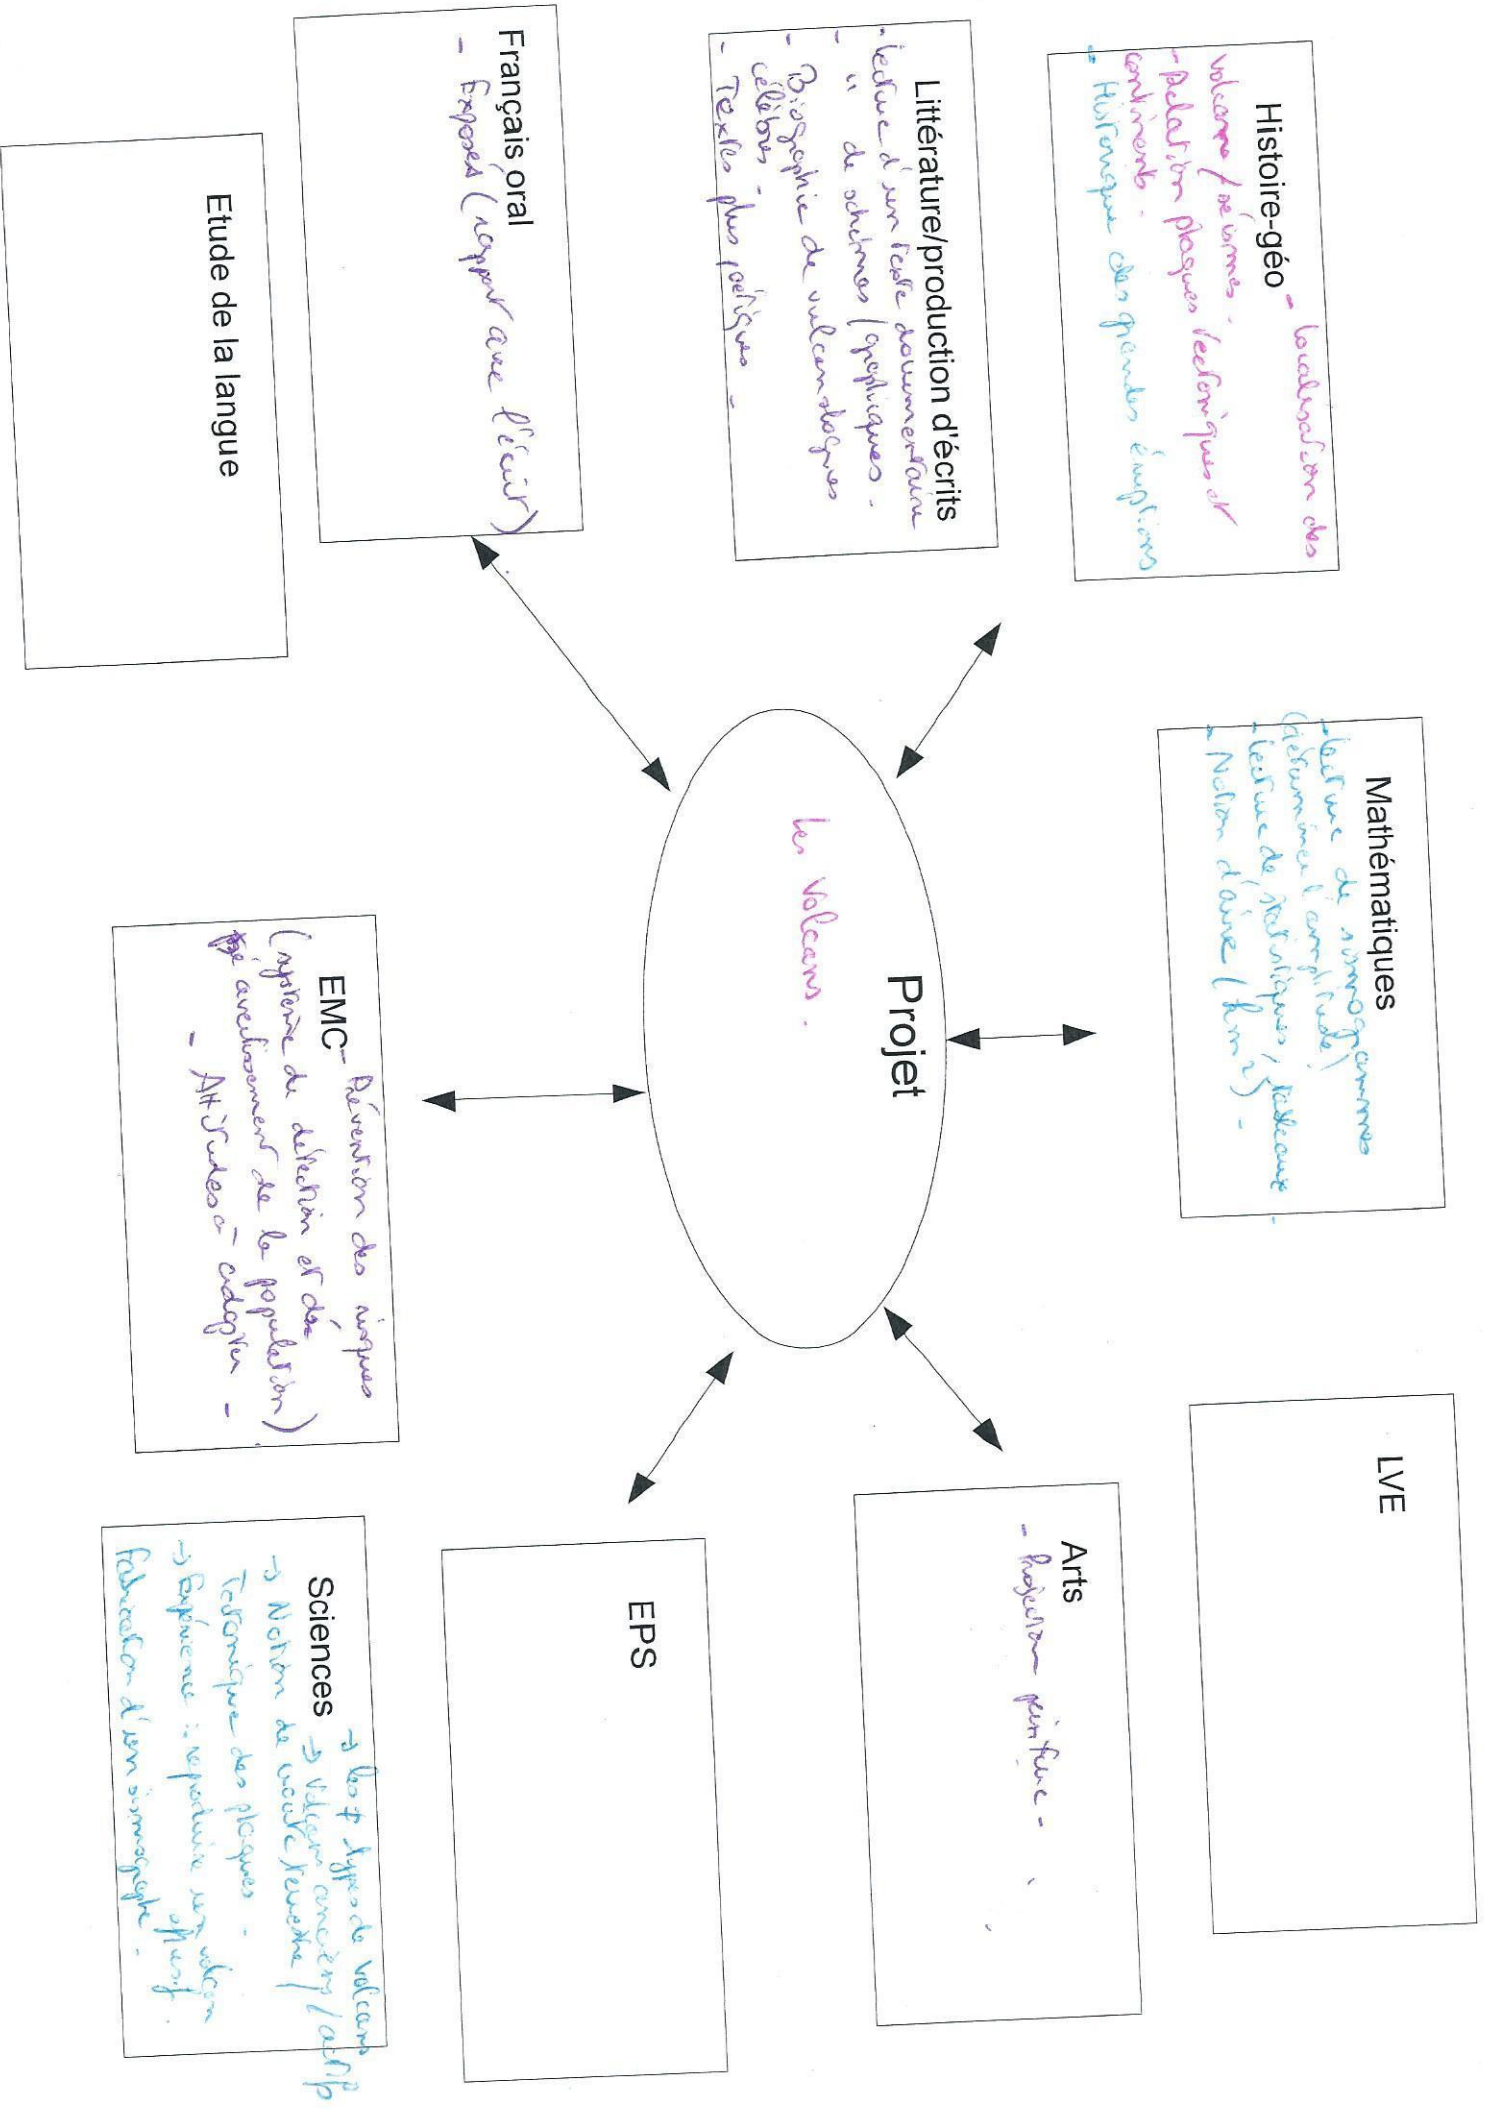 Histoire-géo - Localisation des
volcans / séismes.
- Relation plaques tectoniques et
continents.
- Historique des grandes éruptions
Mathématiques
- lecture de sismogrammes
(déterminer l'amplitude)
- lecture de statistiques / tableaux -
- Notion d'aire (km2) -
LVE
Littérature/production d'écrits
- lecture d'un texte documentaire
- " de schémas / graphiques -
- Biographie de vulcanologues
célèbres -
- Textes plus poétiques -
Projet
Les Volcans.
Arts
- Projection peinture -
Français oral
- Exposés (rapport avec l'écrit)
EPS
Etude de la langue
EMC - Prévention des risques
(système de détection et de
avertissement de la population)
- Attitudes à adopter -
Sciences → les ≠ types de volcans
→ Volcans anciens / actifs
→ Notion de croûte terrestre /
Tectonique des plaques -
→ Expérience : reproduire un volcan
effusif.
Fabrication d'un sismographe -